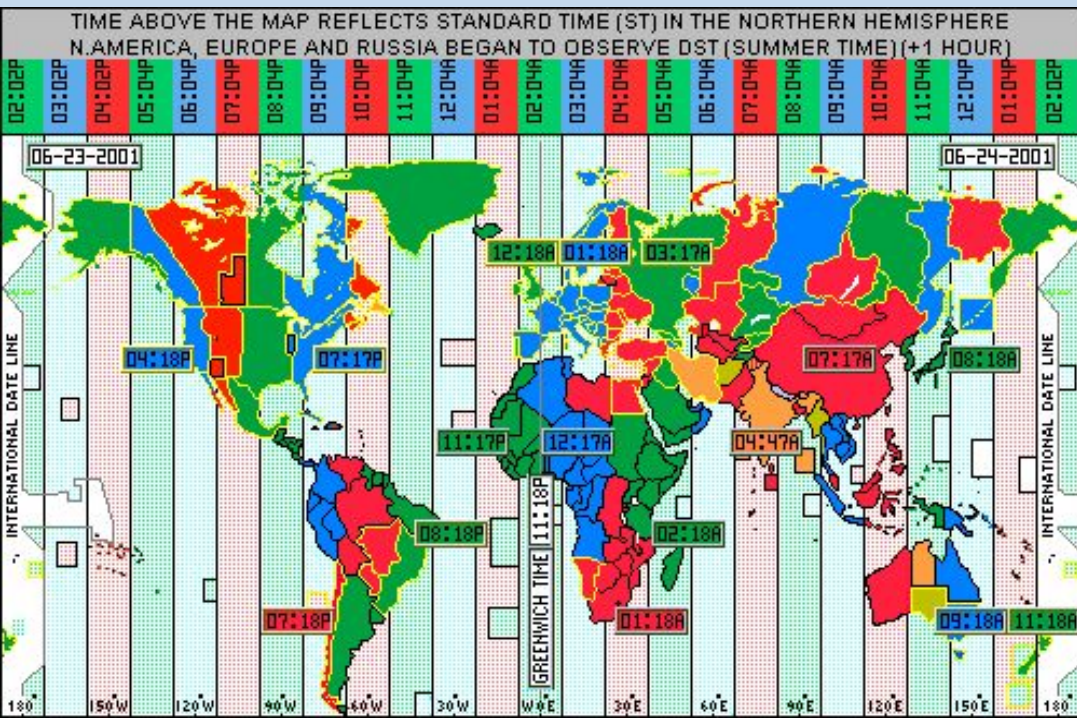 TIME ABOVE THE MAP REFLECTS STANDARD TIME (ST) IN THE NORTHERN HEMISPHERE
N.AMERICA, EUROPE AND RUSSIA BEGAN TO OBSERVE DST (SUMMER TIME) (+1 HOUR)
02:02P 03:02P 04:02P 05:04P 06:04P 07:04P 08:04P 09:04P 10:04P 11:04P 12:04A 01:04A 02:04A 03:04A 04:04A 05:04A 06:04A 07:04A 08:04A 09:04A 10:04A 11:04A 12:04P 01:04P 02:02P
06-23-2001 06-24-2001
12:18A 01:18A 03:17A
04:18P 07:17P 07:17A 08:18A
11:17P 12:17A 04:47A
INTERNATIONAL DATE LINE
GREENWICH TIME 11:18P
INTERNATIONAL DATE LINE
08:18P 02:18A
07:18P 01:18A 09:18A 11:18A
180° 150°W 120°W 90°W 60°W 30°W W0°E 30°E 60°E 90°E 120°E 150°E 180°